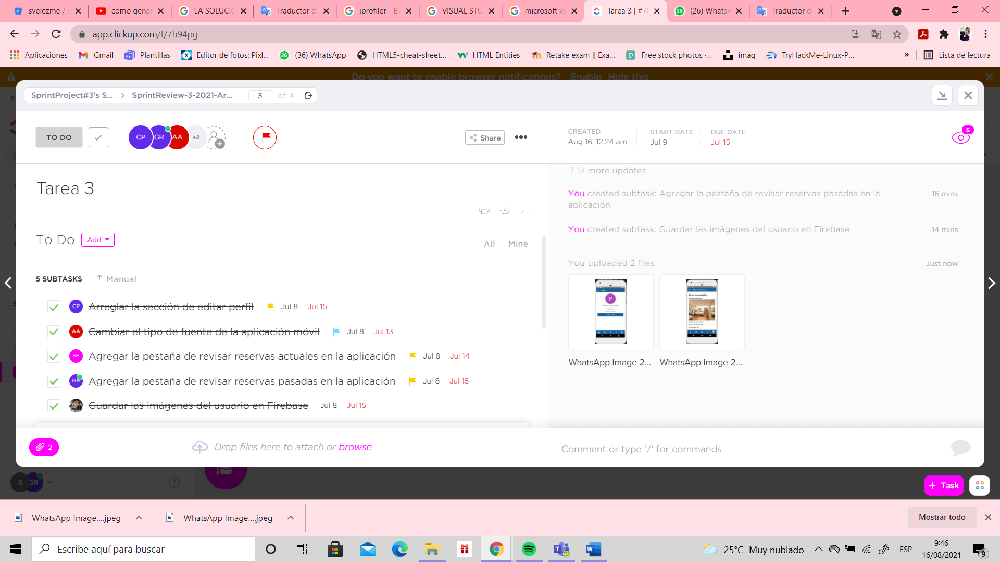 svelezme / e
como gener
LA SOLUCIO
Traductor de
jprofiler - Bu
VISUAL STU
microsoft vi
Tarea 3 | #7h
26 (26) WhatsA
Traductor d
app.clickup.com/t/7h94pg
Aplicaciones
Gmail
Plantillas
Editor de fotos: Pixl...
26 (36) WhatsApp
HTML5-cheat-sheet...
HTML Entities
Retake exam || Exa...
Free stock photos ·...
imag
TryHackMe-Linux-P...
»
Lista de lectura
Do you want to enable browser notifications? Enable Hide this
SprintProject#3's S... > SprintReview-3-2021-Ar... 3 of 4
TO DO
CP GR AA +2
Share
CREATED
Aug 16, 12:24 am
START DATE
Jul 9
DUE DATE
Jul 15
5
Tarea 3
To Do Add
All Mine
5 SUBTASKS Manual
CP Arreglar la sección de editar perfil Jul 8 Jul 15
AA Cambiar el tipo de fuente de la aplicación móvil Jul 8 Jul 13
SE Agregar la pestaña de revisar reservas actuales en la aplicación Jul 8 Jul 14
GR Agregar la pestaña de revisar reservas pasadas en la aplicación Jul 8 Jul 15
Guardar las imágenes del usuario en Firebase Jul 8 Jul 15
2
Drop files here to attach or browse
> 17 more updates
You created subtask: Agregar la pestaña de revisar reservas pasadas en la 16 mins
aplicación
You created subtask: Guardar las imágenes del usuario en Firebase 14 mins
You uploaded 2 files Just now
P
Reservas actuales
WhatsApp Image 2... WhatsApp Image 2...
Comment or type '/' for commands
S GR
+ Task
WhatsApp Image....jpeg
WhatsApp Image....jpeg
Mostrar todo
Escribe aquí para buscar
25°C Muy nublado
ESP
9:46
16/08/2021
9